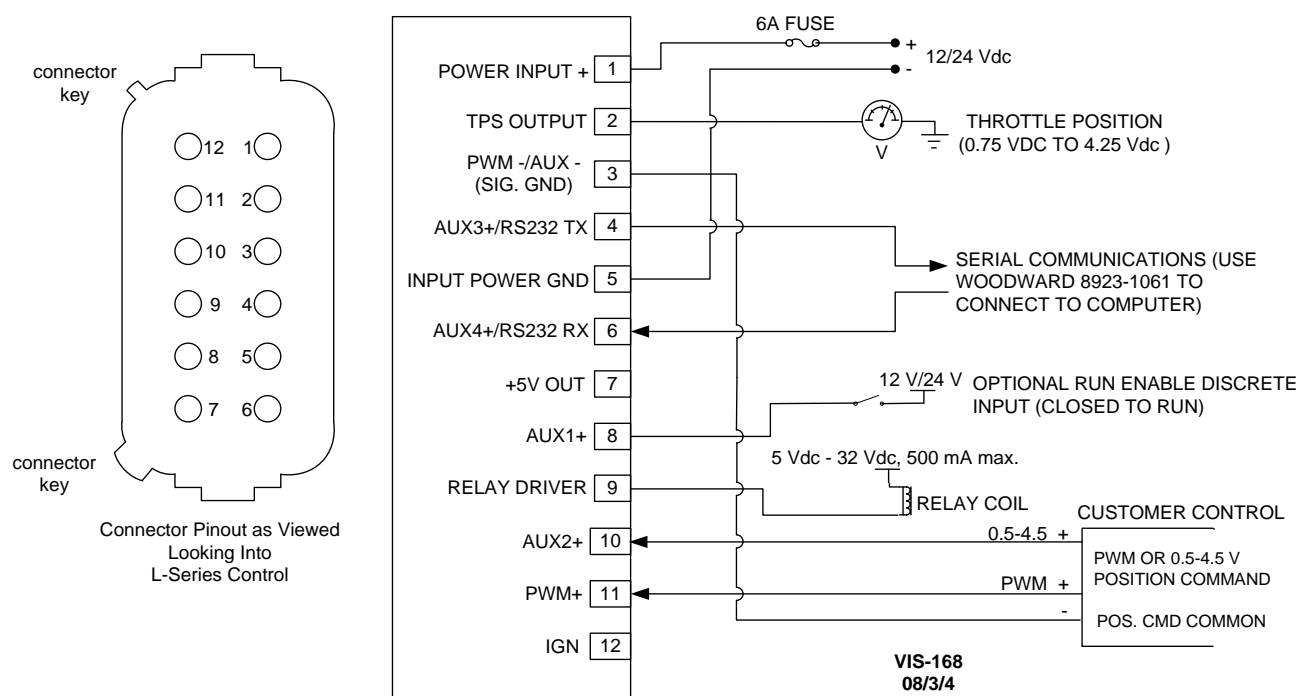 connector
key
12 1
11 2
10 3
9 4
8 5
7 6
connector
key
Connector Pinout as Viewed
Looking Into
L-Series Control
POWER INPUT + 1
TPS OUTPUT 2
PWM -/AUX -
(SIG. GND)
3
AUX3+/RS232 TX 4
INPUT POWER GND 5
AUX4+/RS232 RX 6
+5V OUT 7
AUX1+ 8
RELAY DRIVER 9
AUX2+ 10
PWM+ 11
IGN 12
6A FUSE
+
-
12/24 Vdc
V
THROTTLE POSITION
(0.75 VDC TO 4.25 Vdc )
SERIAL COMMUNICATIONS (USE
WOODWARD 8923-1061 TO
CONNECT TO COMPUTER)
12 V/24 V
OPTIONAL RUN ENABLE DISCRETE
INPUT (CLOSED TO RUN)
5 Vdc - 32 Vdc, 500 mA max.
RELAY COIL
CUSTOMER CONTROL
0.5-4.5 +
PWM OR 0.5-4.5 V
POSITION COMMAND
PWM +
-
POS. CMD COMMON
VIS-168
08/3/4